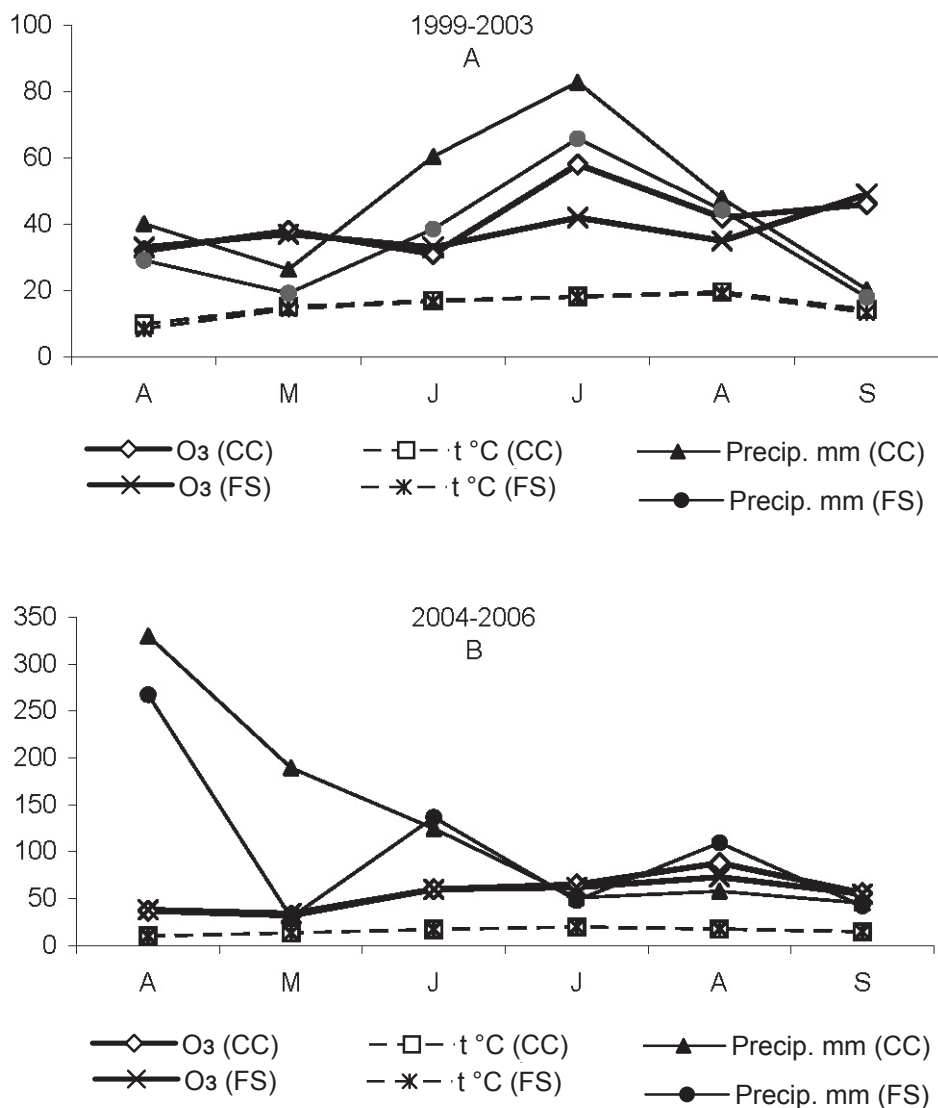 1999-2003
A
100
80
60
40
20
0
A M J J A S
O₃ (CC) t °C (CC) Precip. mm (CC)
O₃ (FS) t °C (FS) Precip. mm (FS)
2004-2006
B
350
300
250
200
150
100
50
0
A M J J A S
O₃ (CC) t °C (CC) Precip. mm (CC)
O₃ (FS) t °C (FS) Precip. mm (FS)